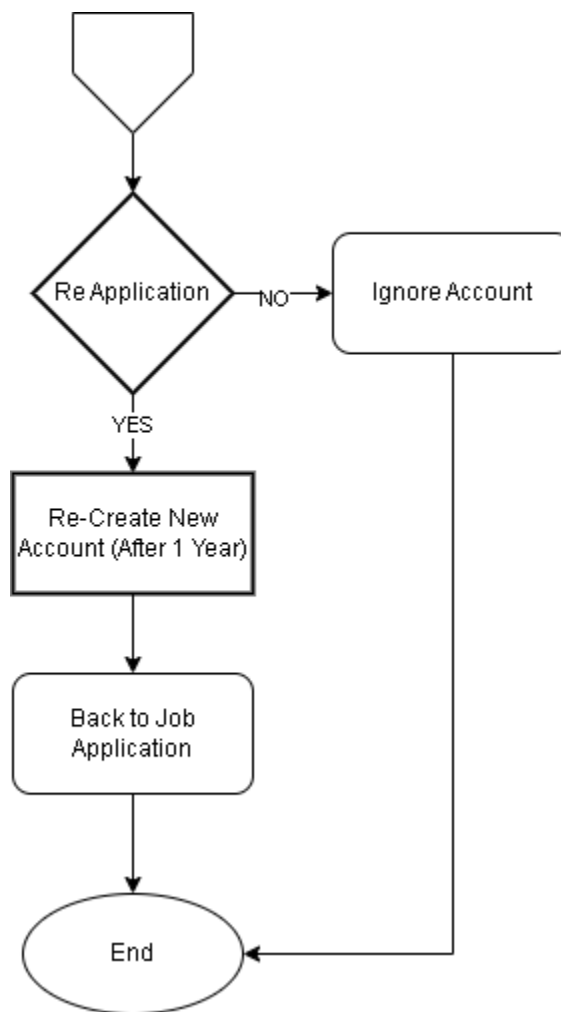 Re Application
NO
Ignore Account
YES
Re-Create New
Account (After 1 Year)
Back to Job
Application
End